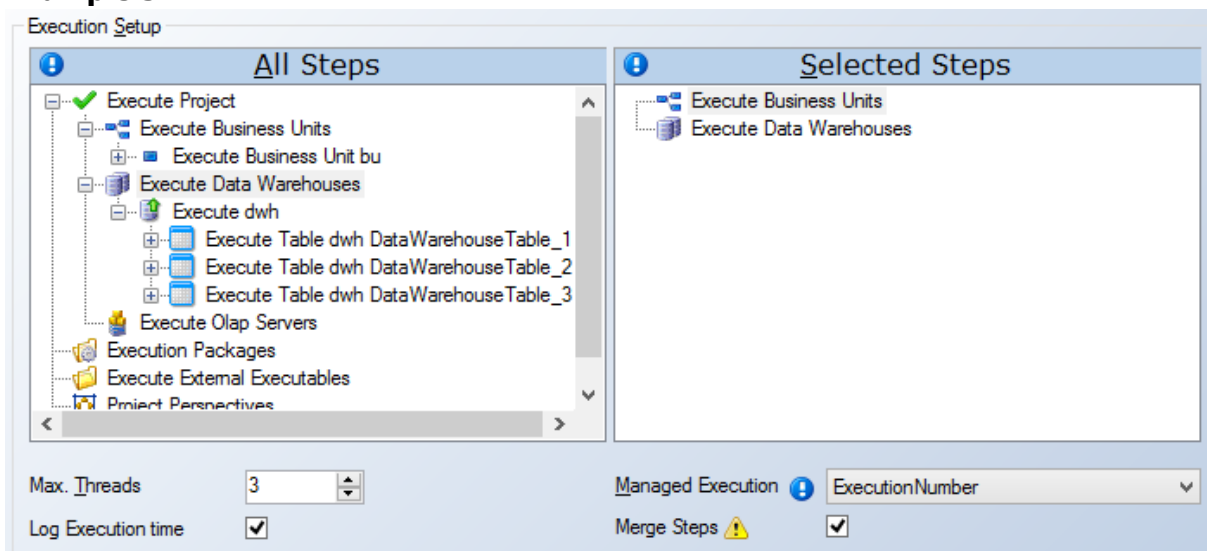 Execution Setup
All Steps
Execute Project
Execute Business Units
Execute Business Unit bu
Execute Data Warehouses
Execute dwh
Execute Table dwh DataWarehouseTable_1
Execute Table dwh DataWarehouseTable_2
Execute Table dwh DataWarehouseTable_3
Execute Olap Servers
Execution Packages
Execute External Executables
Project Perspectives
Selected Steps
Execute Business Units
Execute Data Warehouses
Max. Threads 3
Managed Execution ExecutionNumber
Log Execution time
Merge Steps